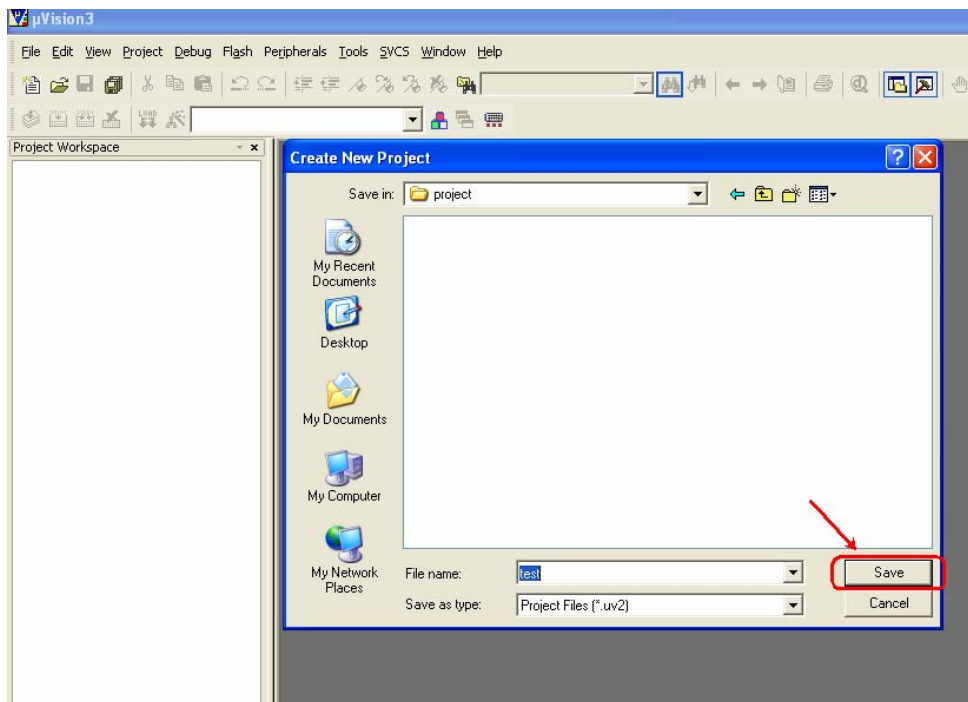 µVision3
File Edit View Project Debug Flash Peripherals Tools SVCS Window Help
LOAD
Project Workspace
Create New Project
Save in: project
My Recent
Documents
Desktop
My Documents
My Computer
My Network
Places
File name: test Save
Save as type: Project Files (*.uv2) Cancel